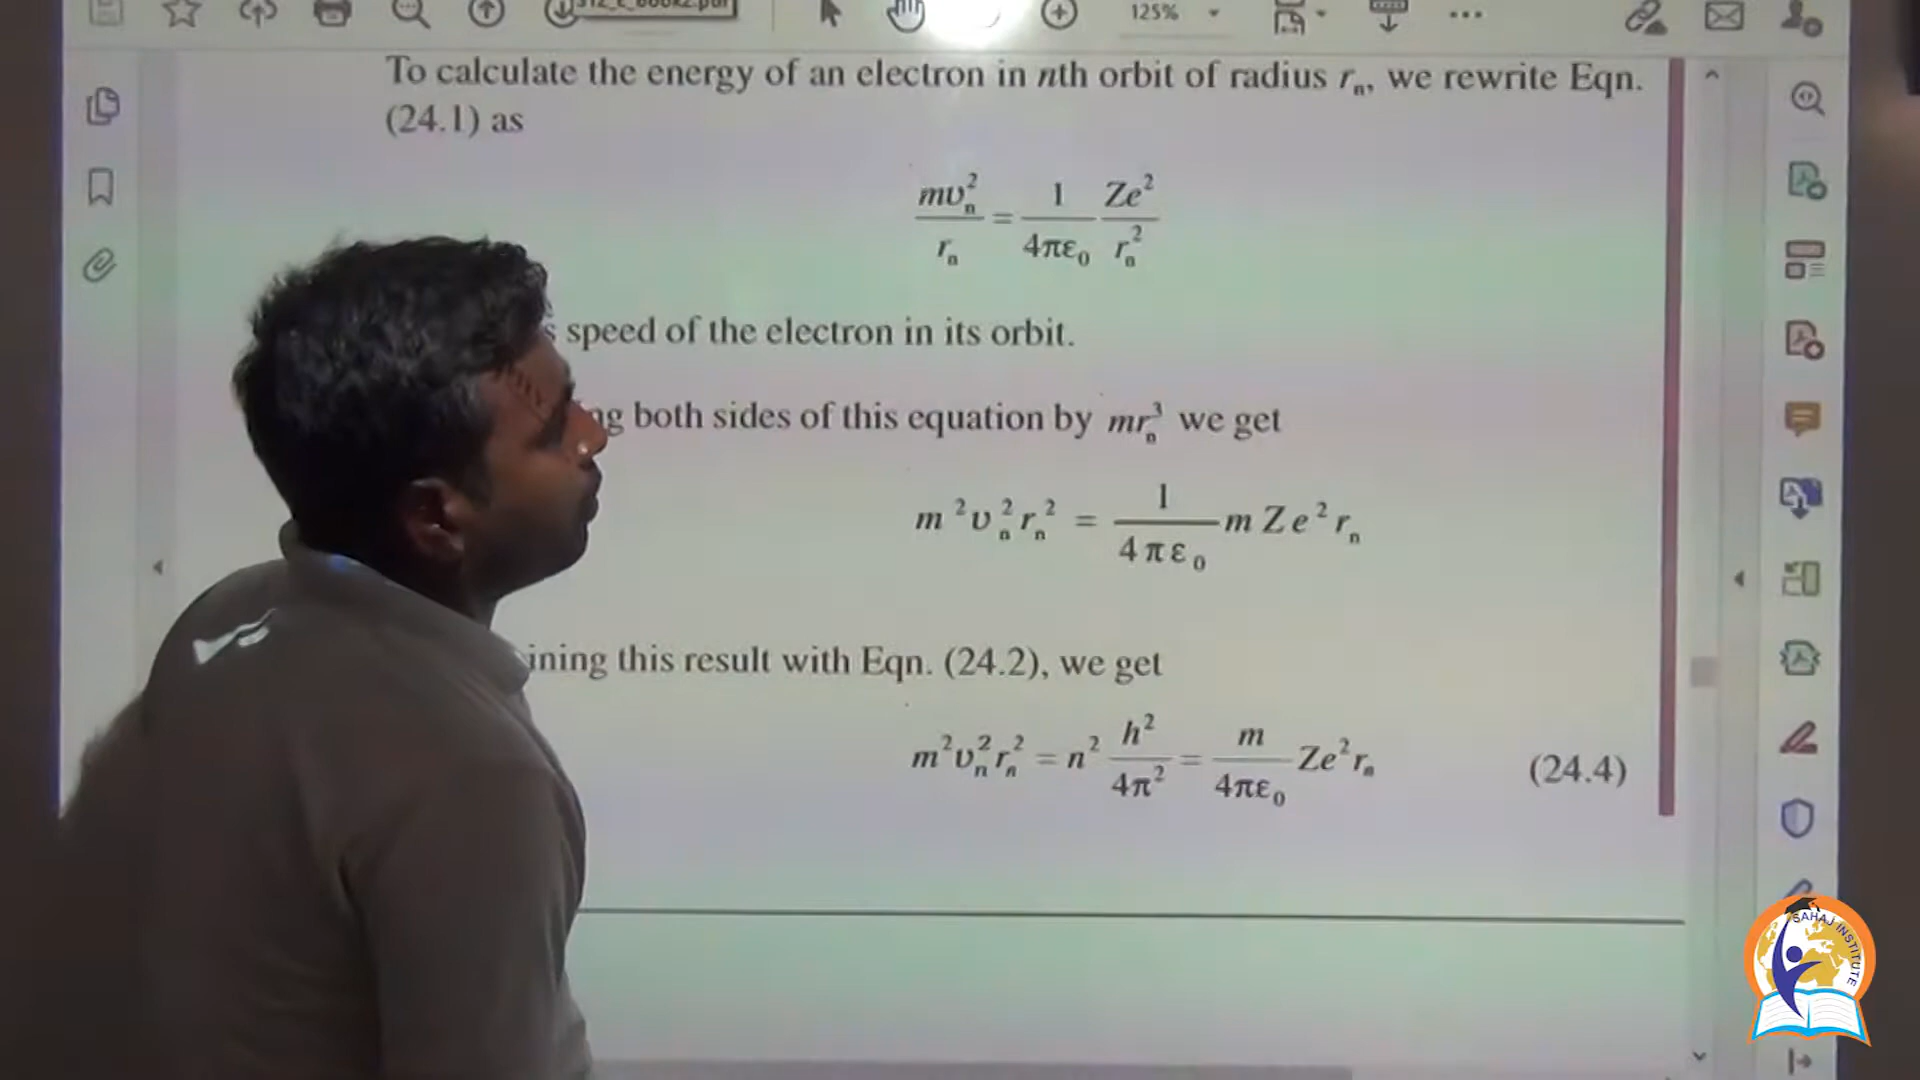 125%
To calculate the energy of an electron in nth orbit of radius rₙ, we rewrite Eqn.
(24.1) as
mυₙ²/rₙ = 1/4πε₀ Ze²/rₙ²
speed of the electron in its orbit.
both sides of this equation by mrₙ³ we get
m²υₙ²rₙ² = 1/4πε₀ m Ze²rₙ
ining this result with Eqn. (24.2), we get
m²υₙ²rₙ² = n² h²/4π² = m/4πε₀ Ze²rₙ (24.4)
SAHAJ INSTITUTE